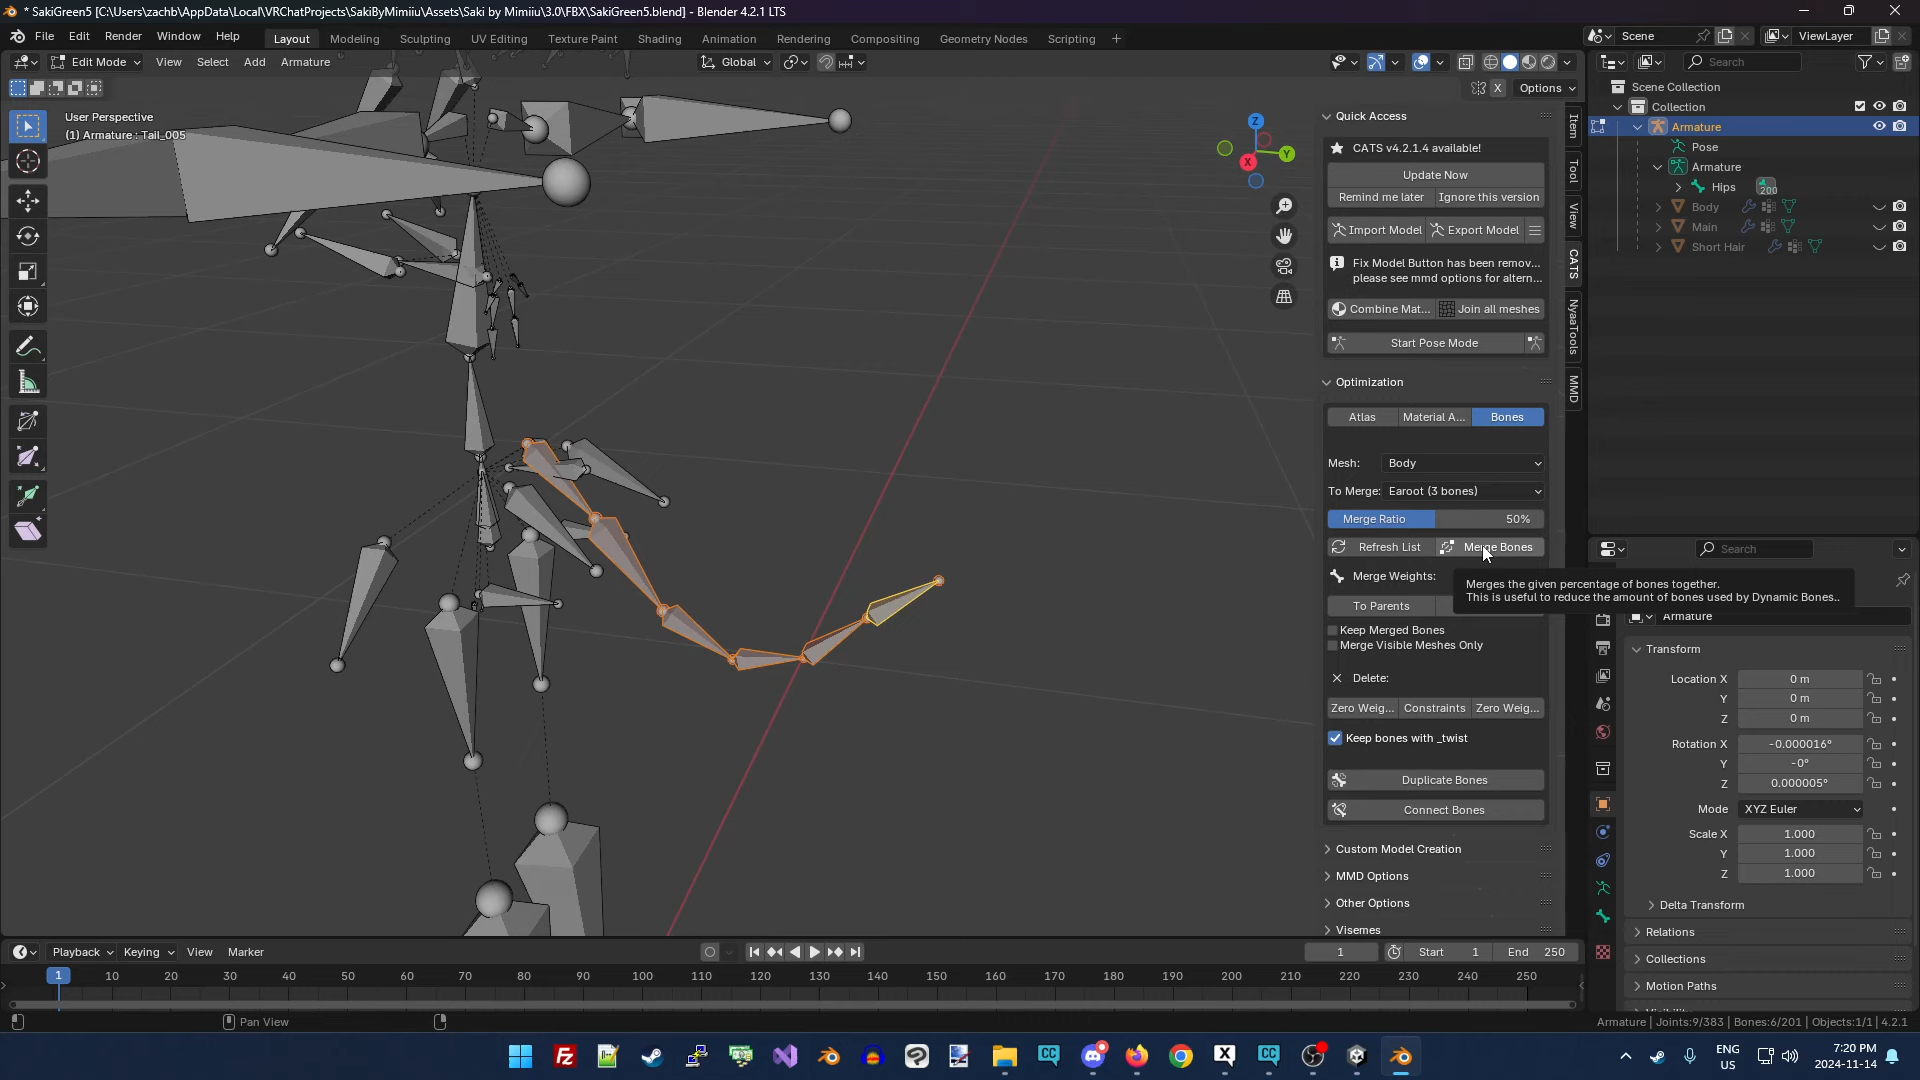 * SakiGreen5 [C:\Users\zachb\AppData\Local\VRChatProjects\SakiByMimiiu\Assets\Saki by Mimiiu\3.0\FBX\SakiGreen5.blend] - Blender 4.2.1 LTS
File Edit Render Window Help
Layout Modeling Sculpting UV Editing Texture Paint Shading Animation Rendering Compositing Geometry Nodes Scripting +
Scene
ViewLayer
Edit Mode View Select Add Armature
Global
Search
X Options
User Perspective
(1) Armature : Tail_005
Z
Y
X
Item
Tool
View
CATS
NyaaTools
MMD
Quick Access
CATS v4.2.1.4 available!
Update Now
Remind me later Ignore this version
Import Model Export Model
Fix Model Button has been remov...
please see mmd options for altern...
Combine Mat... Join all meshes
Start Pose Mode
Optimization
Atlas Material A... Bones
Mesh: Body
To Merge: Earoot (3 bones)
Merge Ratio 50%
Refresh List Merge Bones
Merge Weights:
To Parents
Merges the given percentage of bones together.
This is useful to reduce the amount of bones used by Dynamic Bones..
Keep Merged Bones
Merge Visible Meshes Only
Delete:
Zero Weig... Constraints Zero Weig...
Keep bones with _twist
Duplicate Bones
Connect Bones
Custom Model Creation
MMD Options
Other Options
Visemes
Scene Collection
Collection
Armature
Pose
Armature
Hips 200
Body
Main
Short Hair
Search
Armature
Transform
Location X 0 m
Y 0 m
Z 0 m
Rotation X -0.000016°
Y -0°
Z 0.000005°
Mode XYZ Euler
Scale X 1.000
Y 1.000
Z 1.000
Delta Transform
Relations
Collections
Motion Paths
Playback Keying View Marker
1 Start 1 End 250
1 10 20 30 40 50 60 70 80 90 100 110 120 130 140 150 160 170 180 190 200 210 220 230 240 250
Pan View
Armature | Joints:9/383 | Bones:6/201 | Objects:1/1 | 4.2.1
ENG
US
7:20 PM
2024-11-14